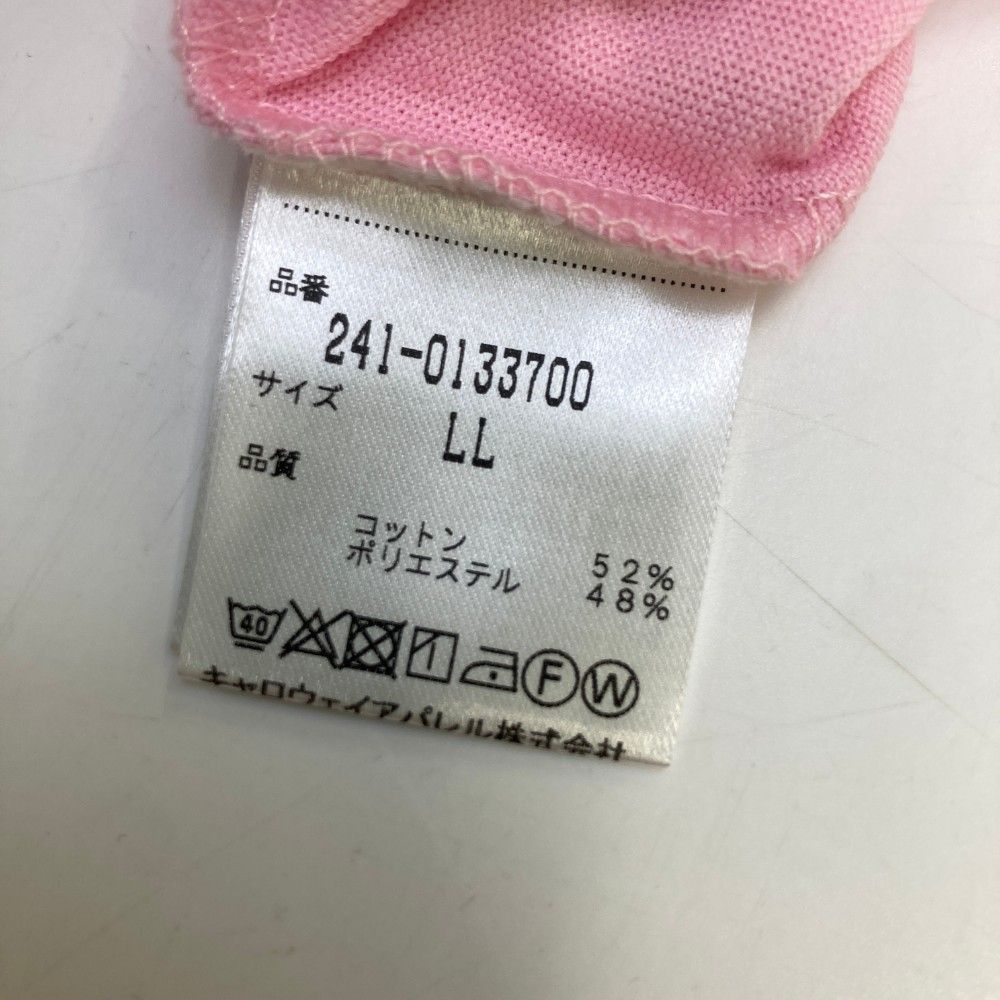 品番
241-0133700
サイズ
LL
品質
コットン 52%
ポリエステル 48%
40 F W
キャロウェイアパレル株式会社